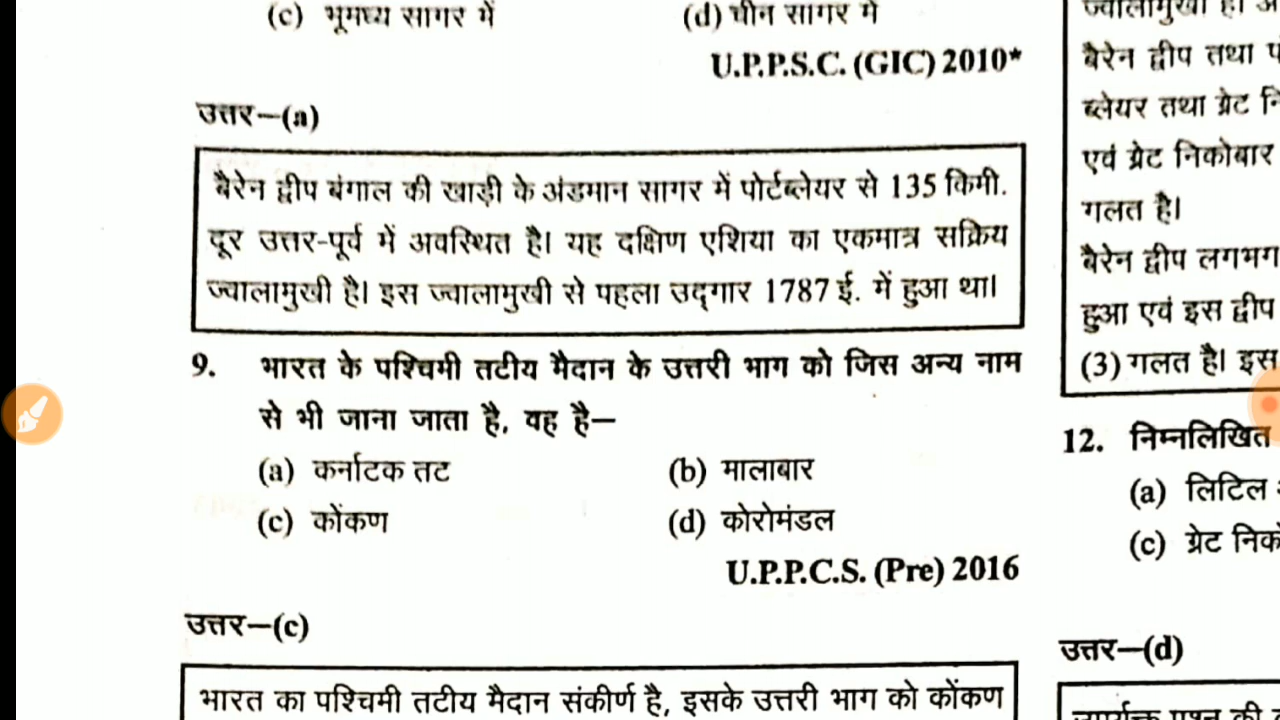 (c) भूमध्य सागर में
(d) चीन सागर में
U.P.P.S.C. (GIC) 2010*
उत्तर–(a)
बैरेन द्वीप बंगाल की खाड़ी के अंडमान सागर में पोर्टब्लेयर से 135 किमी.
दूर उत्तर-पूर्व में अवस्थित है। यह दक्षिण एशिया का एकमात्र सक्रिय
ज्वालामुखी है। इस ज्वालामुखी से पहला उद्गार 1787 ई. में हुआ था।
9. भारत के पश्चिमी तटीय मैदान के उत्तरी भाग को जिस अन्य नाम
से भी जाना जाता है, वह है–
(a) कर्नाटक तट
(b) मालाबार
(c) कोंकण
(d) कोरोमंडल
U.P.P.C.S. (Pre) 2016
उत्तर–(c)
भारत का पश्चिमी तटीय मैदान संकीर्ण है, इसके उत्तरी भाग को कोंकण
बैरेन द्वीप तथा
ब्लेयर तथा ग्रेट
एवं ग्रेट निकोबार
गलत है।
बैरेन द्वीप लगभग
हुआ एवं इस द्वीप
(3) गलत है। इस
12. निम्नलिखित
(a) लिटिल
(c) ग्रेट
उत्तर–(d)